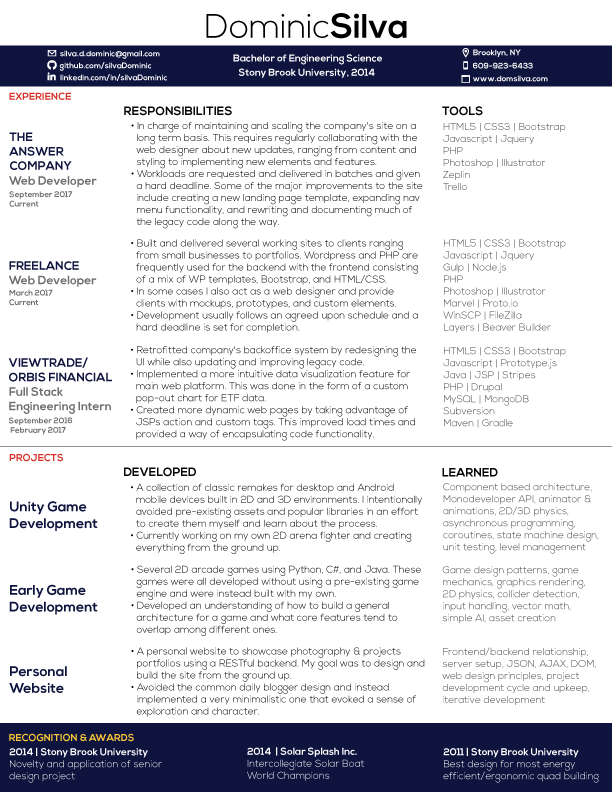 DominicSilva
silva.d.dominic@gmail.com
github.com/silvaDominic
linkedin.com/in/silvaDominic
Bachelor of Engineering Science
Stony Brook University, 2014
Brooklyn, NY
609-923-6433
www.domsilva.com
EXPERIENCE
RESPONSIBILITIES
TOOLS
THE
ANSWER
COMPANY
Web Developer
September 2017
Current
• In charge of maintaining and scaling the company's site on a
long term basis. This requires regularly collaborating with the
web designer about new updates, ranging from content and
styling to implementing new elements and features.
• Workloads are requested and delivered in batches and given
a hard deadline. Some of the major improvements to the site
include creating a new landing page template, expanding nav
menu functionality, and rewriting and documenting much of
the legacy code along the way.
HTML5 | CSS3 | Bootstrap
Javascript | Jquery
PHP
Photoshop | Illustrator
Zeplin
Trello
FREELANCE
Web Developer
March 2017
Current
• Built and delivered several working sites to clients ranging
from small businesses to portfolios. Wordpress and PHP are
frequently used for the backend with the frontend consisting
of a mix of WP templates, Bootstrap, and HTML/CSS.
• In some cases I also act as a web designer and provide
clients with mockups, prototypes, and custom elements.
• Development usually follows an agreed upon schedule and a
hard deadline is set for completion.
HTML5 | CSS3 | Bootstrap
Javascript | Jquery
Gulp | Node.js
PHP
Photoshop | Illustrator
Marvel | Proto.io
WinSCP | FileZilla
Layers | Beaver Builder
VIEWTRADE/
ORBIS FINANCIAL
Full Stack
Engineering Intern
September 2016
February 2017
• Retrofitted company's backoffice system by redesigning the
UI while also updating and improving legacy code.
• Implemented a more intuitive data visualization feature for
main web platform. This was done in the form of a custom
pop-out chart for ETF data.
• Created more dynamic web pages by taking advantage of
JSPs action and custom tags. This improved load times and
provided a way of encapsulating code functionality.
HTML5 | CSS3 | Bootstrap
Javascript | Prototype.js
Java | JSP | Stripes
PHP | Drupal
MySQL | MongoDB
Subversion
Maven | Gradle
PROJECTS
DEVELOPED
LEARNED
Unity Game
Development
• A collection of classic remakes for desktop and Android
mobile devices built in 2D and 3D environments. I intentionally
avoided pre-existing assets and popular libraries in an effort
to create them myself and learn about the process.
• Currently working on my own 2D arena fighter and creating
everything from the ground up.
Component based architecture,
Monodeveloper API, animator &
animations, 2D/3D physics,
asynchronous programming,
coroutines, state machine design,
unit testing, level management
Early Game
Development
• Several 2D arcade games using Python, C#, and Java. These
games were all developed without using a pre-existing game
engine and were instead built with my own.
• Developed an understanding of how to build a general
architecture for a game and what core features tend to
overlap among different ones.
Game design patterns, game
mechanics, graphics rendering,
2D physics, collider detection,
input handling, vector math,
simple AI, asset creation
Personal
Website
• A personal website to showcase photography & projects
portfolios using a RESTful backend. My goal was to design and
build the site from the ground up.
• Avoided the common daily blogger design and instead
implemented a very minimalistic one that evoked a sense of
exploration and character.
Frontend/backend relationship,
server setup, JSON, AJAX, DOM,
web design principles, project
development cycle and upkeep,
iterative development
RECOGNITION & AWARDS
2014 | Stony Brook University
Novelty and application of senior
design project
2014 | Solar Splash Inc.
Intercollegiate Solar Boat
World Champions
2011 | Stony Brook University
Best design for most energy
efficient/ergonomic quad building